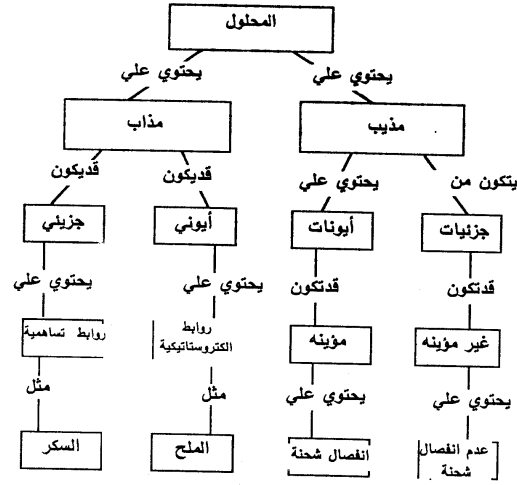 المحلول
يحتوي علي
يحتوي علي
مذيب
مذاب
يتكون من
يحتوي علي
قديكون
قديكون
جزئيات
أيونات
أيوني
جزيئي
قدتكون
قدتكون
يحتوي علي
يحتوي علي
غير مؤينه
مؤينه
روابط
الكتروستاتيكية
روابط تساهمية
يحتوي علي
يحتوي علي
مثل
مثل
عدم انفصال
شحنة
انفصال شحنة
الملح
السكر